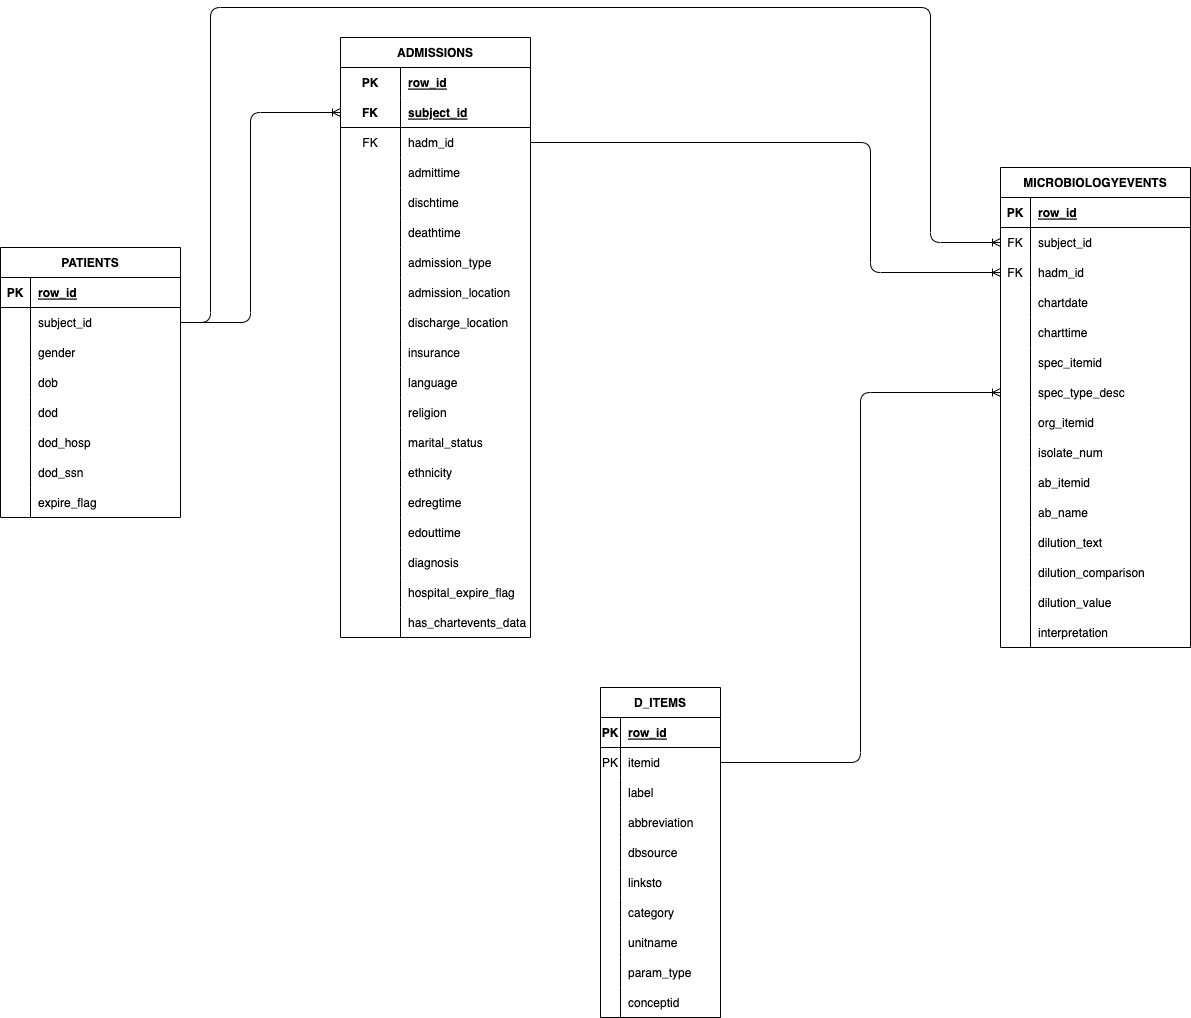 ADMISSIONS
PK row_id
FK subject_id
FK hadm_id
admittime
dischtime
deathtime
admission_type
admission_location
discharge_location
insurance
language
religion
marital_status
ethnicity
edregtime
edouttime
diagnosis
hospital_expire_flag
has_chartevents_data
PATIENTS
PK row_id
subject_id
gender
dob
dod
dod_hosp
dod_ssn
expire_flag
MICROBIOLOGYEVENTS
PK row_id
FK subject_id
FK hadm_id
chartdate
charttime
spec_itemid
spec_type_desc
org_itemid
isolate_num
ab_itemid
ab_name
dilution_text
dilution_comparison
dilution_value
interpretation
D_ITEMS
PK row_id
PK itemid
label
abbreviation
dbsource
linksto
category
unitname
param_type
conceptid